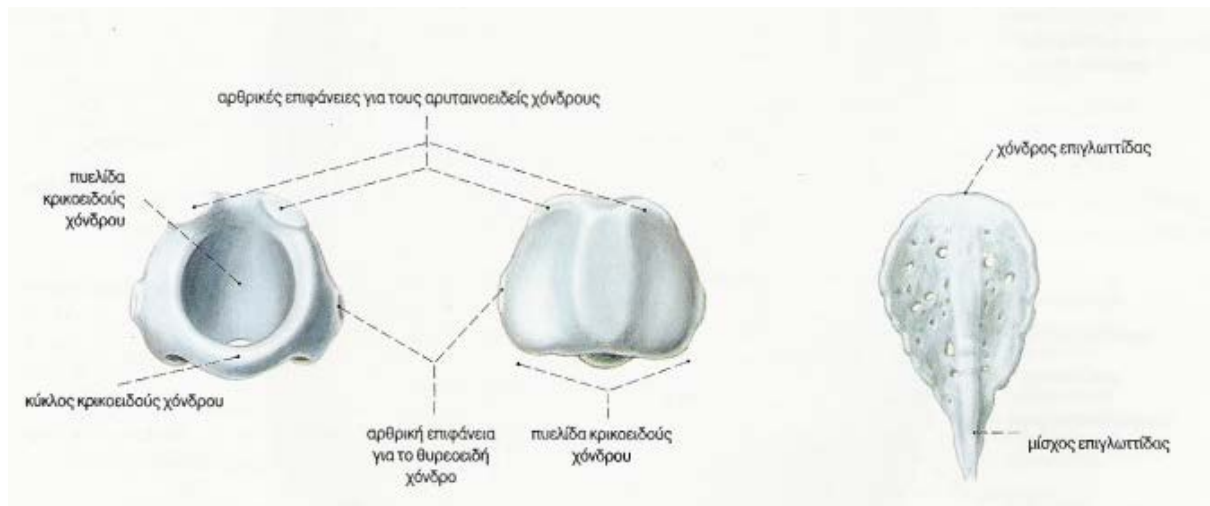 αρθρικές επιφάνειες για τους αρυταινοειδείς χόνδρους
πυελίδα
κρικοειδούς
χόνδρου
χόνδρος επιγλωττίδας
κύκλος κρικοειδούς χόνδρου
αρθρική επιφάνεια
για το θυρεοειδή
χόνδρο
πυελίδα κρικοειδούς
χόνδρου
μίσχος επιγλωττίδας